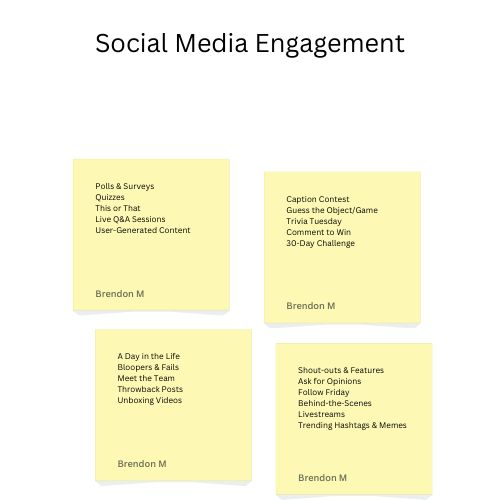 Social Media Engagement
Polls & Surveys
Quizzes
This or That
Live Q&A Sessions
User-Generated Content
Brendon M
Caption Contest
Guess the Object/Game
Trivia Tuesday
Comment to Win
30-Day Challenge
Brendon M
A Day in the Life
Bloopers & Fails
Meet the Team
Throwback Posts
Unboxing Videos
Brendon M
Shout-outs & Features
Ask for Opinions
Follow Friday
Behind-the-Scenes
Livestreams
Trending Hashtags & Memes
Brendon M